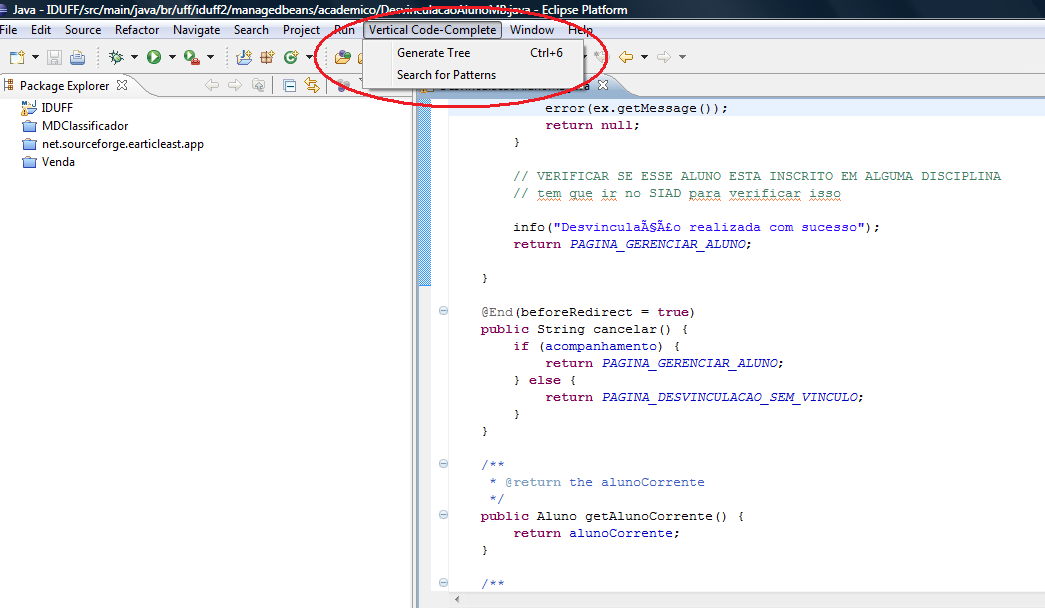 Java - IDUFF/src/main/java/br/uff/iduff2/managedbeans/academico/DesvinculacaoAlunoMB.java - Eclipse Platform
File Edit Source Refactor Navigate Search Project Run Vertical Code-Complete Window Help
Generate Tree Ctrl+6
Search for Patterns
Package Explorer
IDUFF
MDClassificador
net.sourceforge.earticleast.app
Venda
error(ex.getMessage());
return null;
}
// VERIFICAR SE ESSE ALUNO ESTA INSCRITO EM ALGUMA DISCIPLINA
// tem que ir no SIAD para verificar isso
info("DesvinculaÃ§Ã£o realizada com sucesso");
return PAGINA_GERENCIAR_ALUNO;
}
@End(beforeRedirect = true)
public String cancelar() {
if (acompanhamento) {
return PAGINA_GERENCIAR_ALUNO;
} else {
return PAGINA_DESVINCULACAO_SEM_VINCULO;
}
}
/**
* @return the alunoCorrente
*/
public Aluno getAlunoCorrente() {
return alunoCorrente;
}
/**